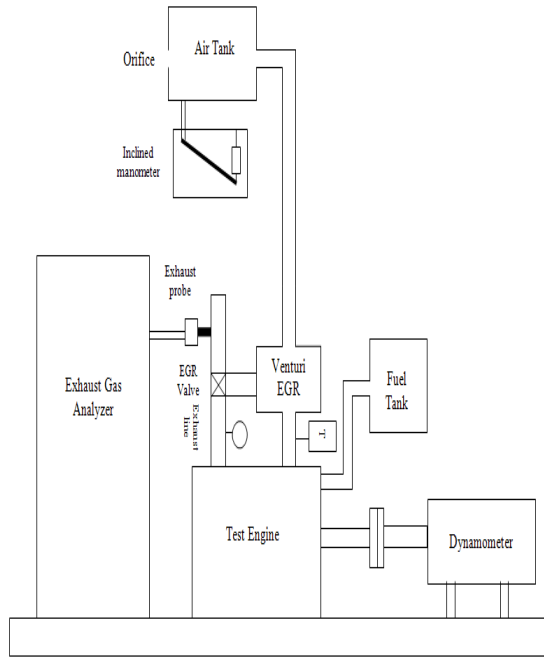 Air Tank
Orifice
Inclined
manometer
Exhaust
probe
Venturi
EGR
EGR
Valve
Fuel
Tank
Exhaust Gas
Analyzer
Exhaust
line
T
Test Engine
Dynamometer